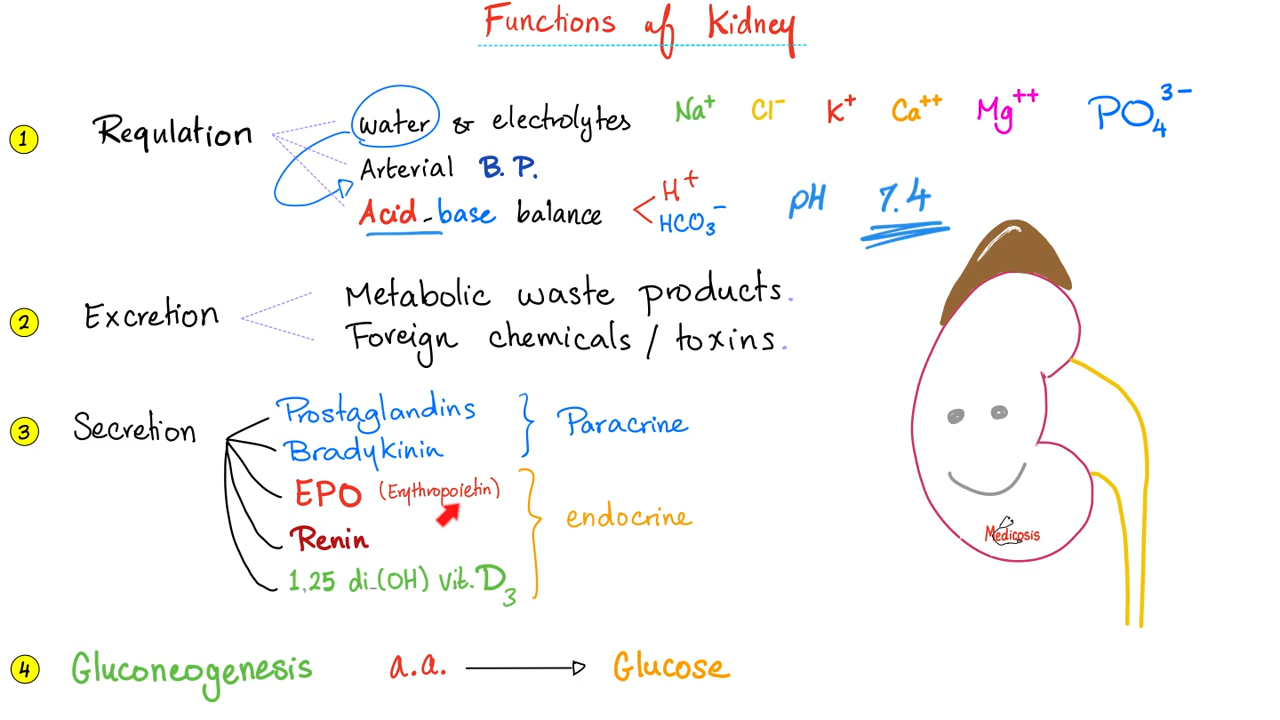 Functions of Kidney
1 Regulation
water & electrolytes Na⁺ Cl⁻ K⁺ Ca⁺⁺ Mg⁺⁺ PO₄³⁻
Arterial B.P.
Acid-base balance H⁺ HCO₃⁻ pH 7.4
2 Excretion
Metabolic waste products.
Foreign chemicals / toxins.
3 Secretion
Prostaglandins
Bradykinin
Paracrine
EPO (Erythropoietin)
Renin
1,25 di-(OH) vit. D₃
endocrine
Medicosis
4 Gluconeogenesis a.a. → Glucose